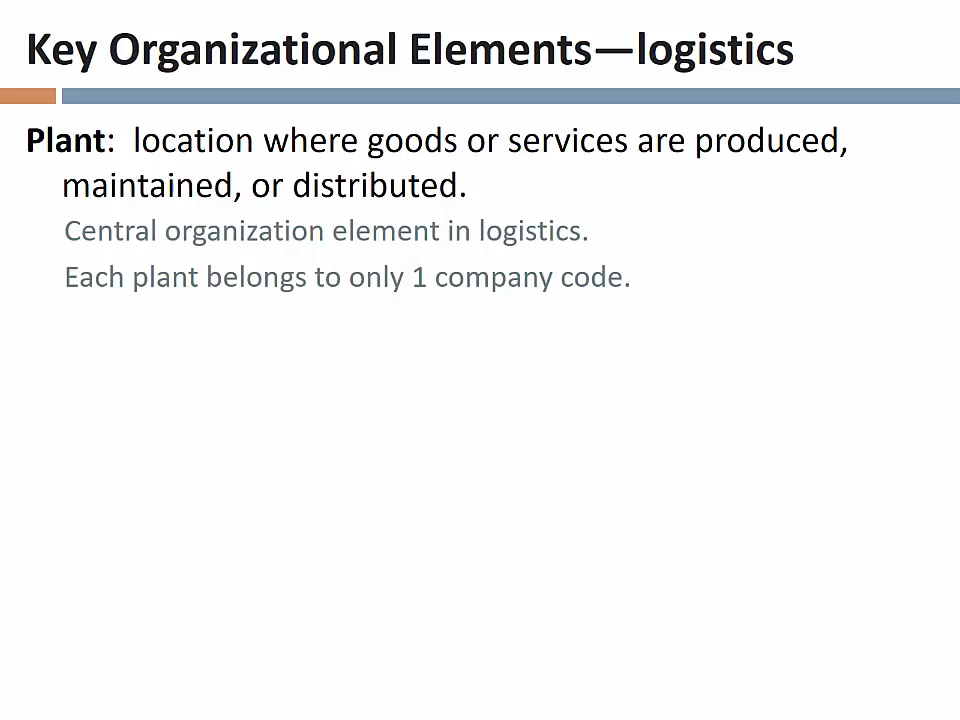 Key Organizational Elements—logistics
Plant:  location where goods or services are produced,
maintained, or distributed.
Central organization element in logistics.
Each plant belongs to only 1 company code.